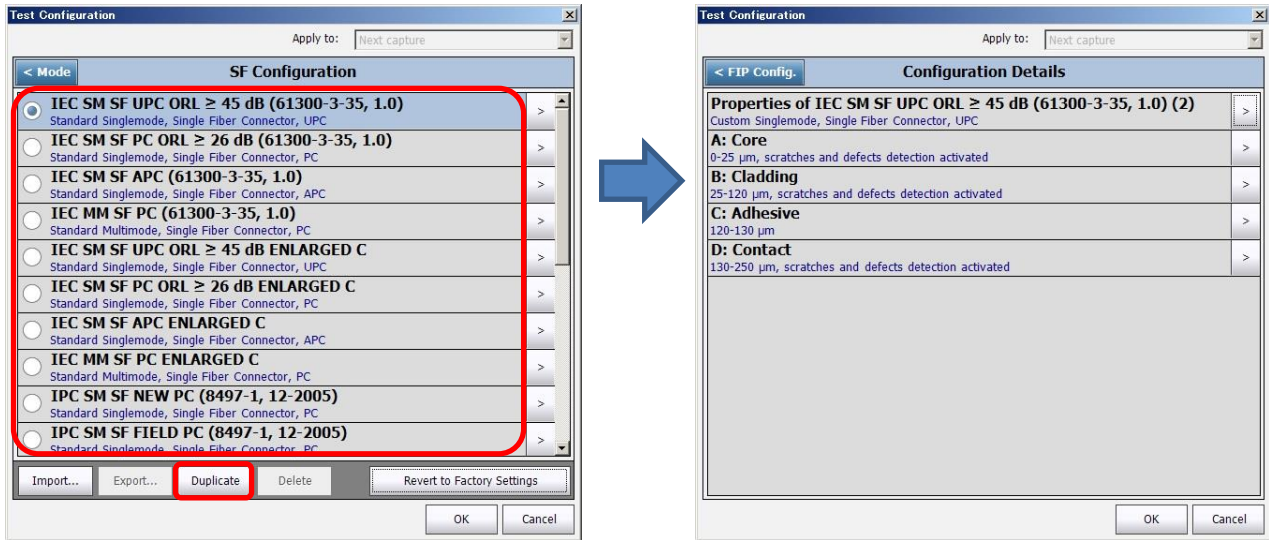 Test Configuration
Apply to: Next capture
< Mode SF Configuration
IEC SM SF UPC ORL ≥ 45 dB (61300-3-35, 1.0)
Standard Singlemode, Single Fiber Connector, UPC
>
IEC SM SF PC ORL ≥ 26 dB (61300-3-35, 1.0)
Standard Singlemode, Single Fiber Connector, PC
>
IEC SM SF APC (61300-3-35, 1.0)
Standard Singlemode, Single Fiber Connector, APC
>
IEC MM SF PC (61300-3-35, 1.0)
Standard Multimode, Single Fiber Connector, PC
>
IEC SM SF UPC ORL ≥ 45 dB ENLARGED C
Standard Singlemode, Single Fiber Connector, UPC
>
IEC SM SF PC ORL ≥ 26 dB ENLARGED C
Standard Singlemode, Single Fiber Connector, PC
>
IEC SM SF APC ENLARGED C
Standard Singlemode, Single Fiber Connector, APC
>
IEC MM SF PC ENLARGED C
Standard Multimode, Single Fiber Connector, PC
>
IPC SM SF NEW PC (8497-1, 12-2005)
Standard Singlemode, Single Fiber Connector, PC
>
IPC SM SF FIELD PC (8497-1, 12-2005)
Standard Singlemode, Single Fiber Connector, PC
>
Import... Export... Duplicate Delete Revert to Factory Settings
OK Cancel
Test Configuration
Apply to: Next capture
< FIP Config. Configuration Details
Properties of IEC SM SF UPC ORL ≥ 45 dB (61300-3-35, 1.0) (2)
Custom Singlemode, Single Fiber Connector, UPC
>
A: Core
0-25 µm, scratches and defects detection activated
>
B: Cladding
25-120 µm, scratches and defects detection activated
>
C: Adhesive
120-130 µm
>
D: Contact
130-250 µm, scratches and defects detection activated
>
OK Cancel